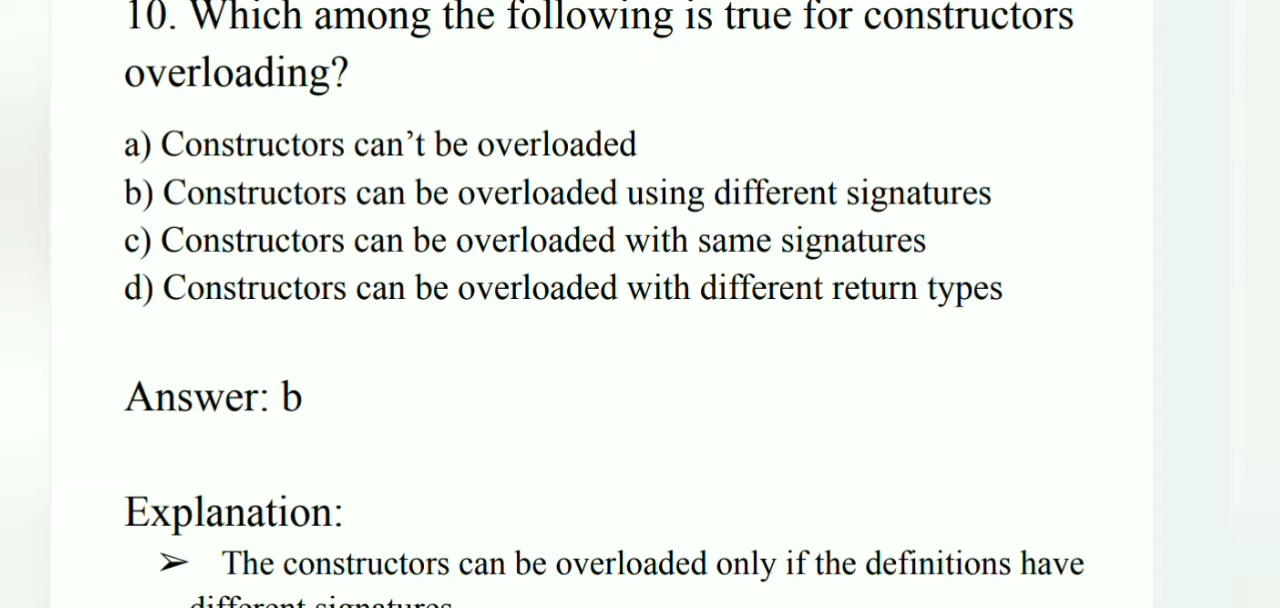 10. Which among the following is true for constructors
overloading?
a) Constructors can’t be overloaded
b) Constructors can be overloaded using different signatures
c) Constructors can be overloaded with same signatures
d) Constructors can be overloaded with different return types
Answer: b
Explanation:
➢ The constructors can be overloaded only if the definitions have
different signatures